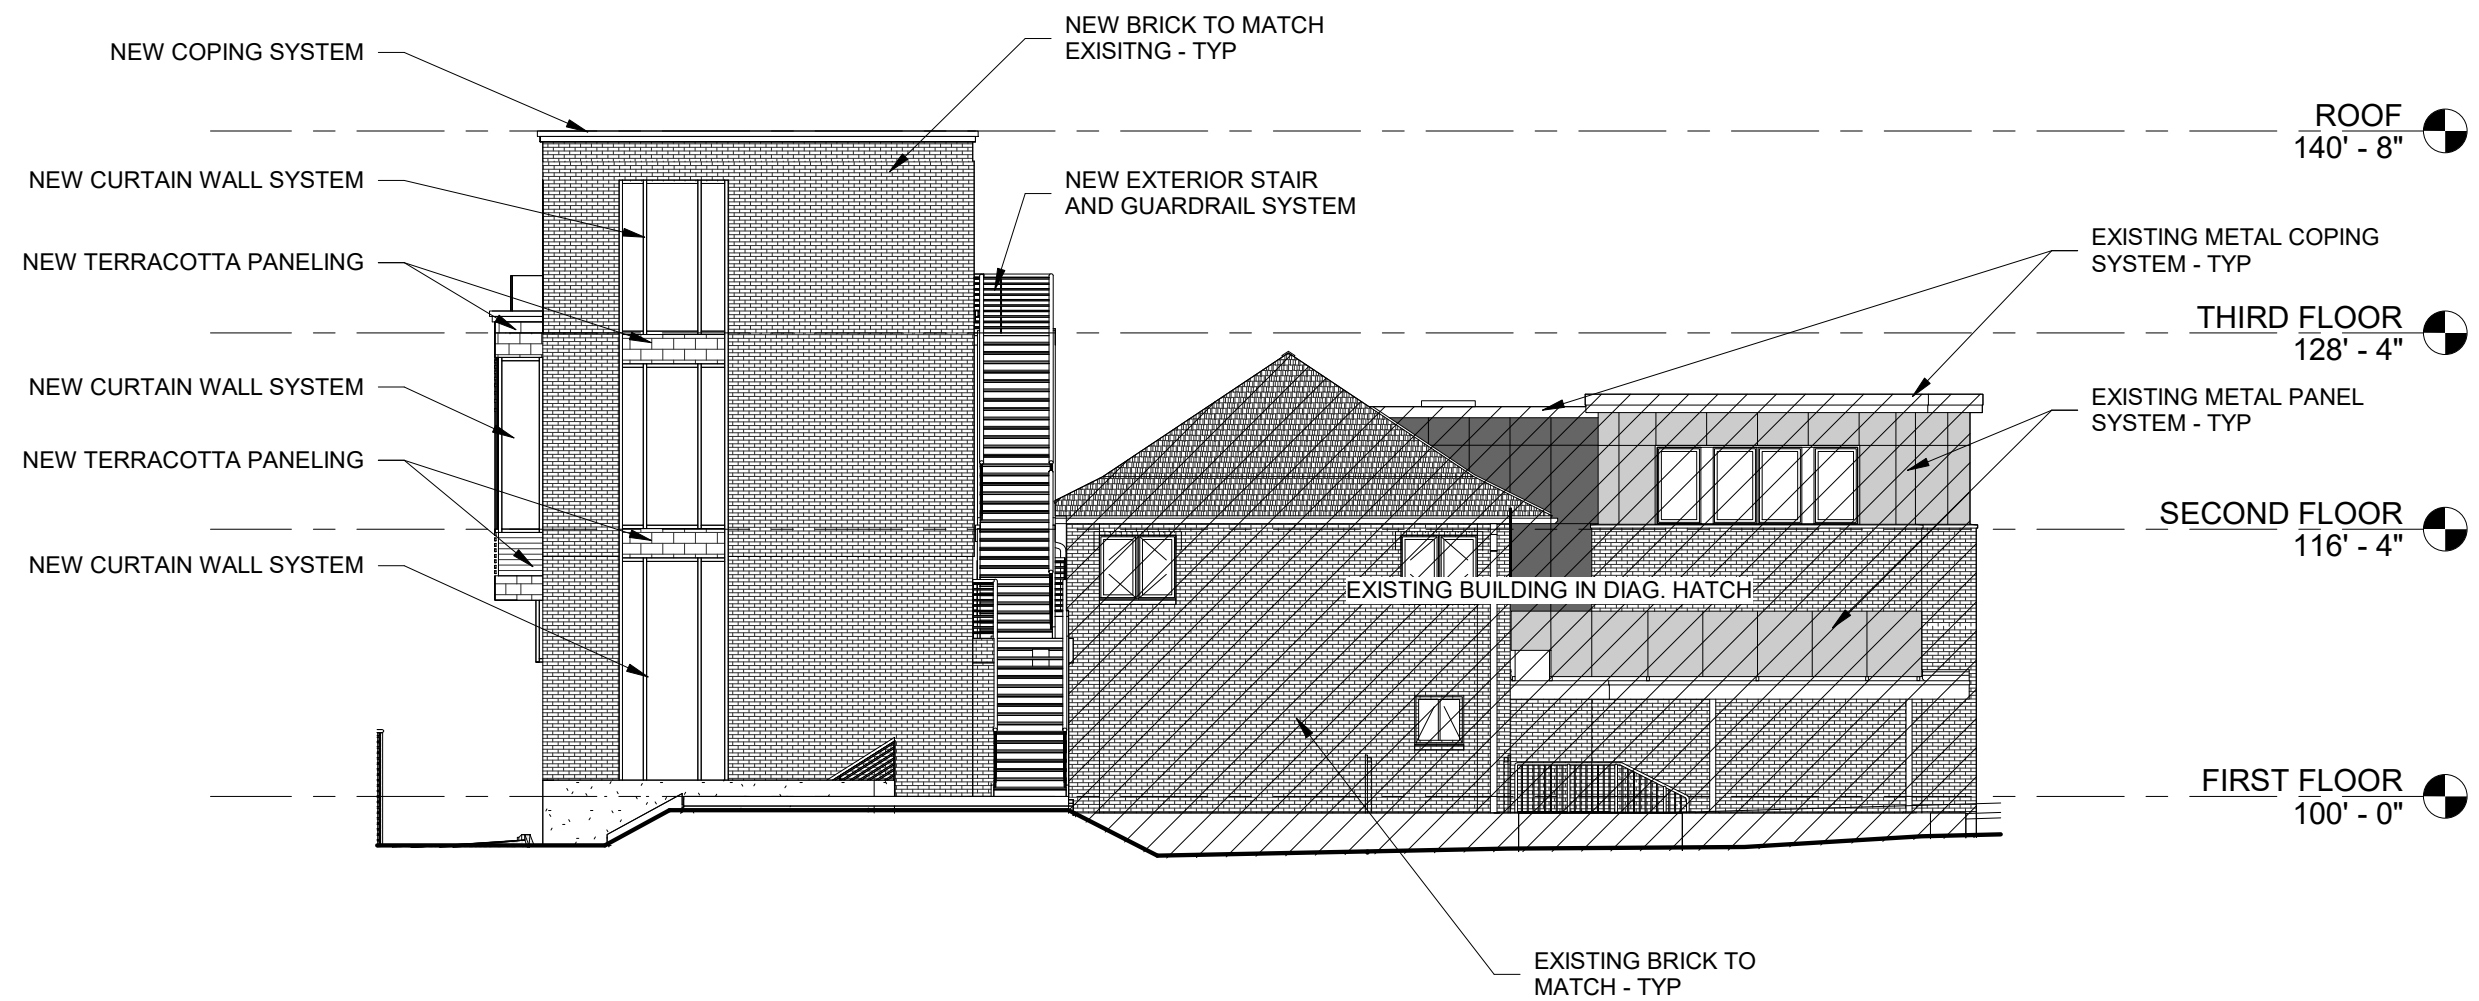 NEW COPING SYSTEM
NEW BRICK TO MATCH
EXISITNG - TYP
ROOF
140' - 8"
NEW CURTAIN WALL SYSTEM
NEW EXTERIOR STAIR
AND GUARDRAIL SYSTEM
NEW TERRACOTTA PANELING
EXISTING METAL COPING
SYSTEM - TYP
THIRD FLOOR
128' - 4"
NEW CURTAIN WALL SYSTEM
EXISTING METAL PANEL
SYSTEM - TYP
NEW TERRACOTTA PANELING
SECOND FLOOR
116' - 4"
NEW CURTAIN WALL SYSTEM
EXISTING BUILDING IN DIAG. HATCH
FIRST FLOOR
100' - 0"
EXISTING BRICK TO
MATCH - TYP